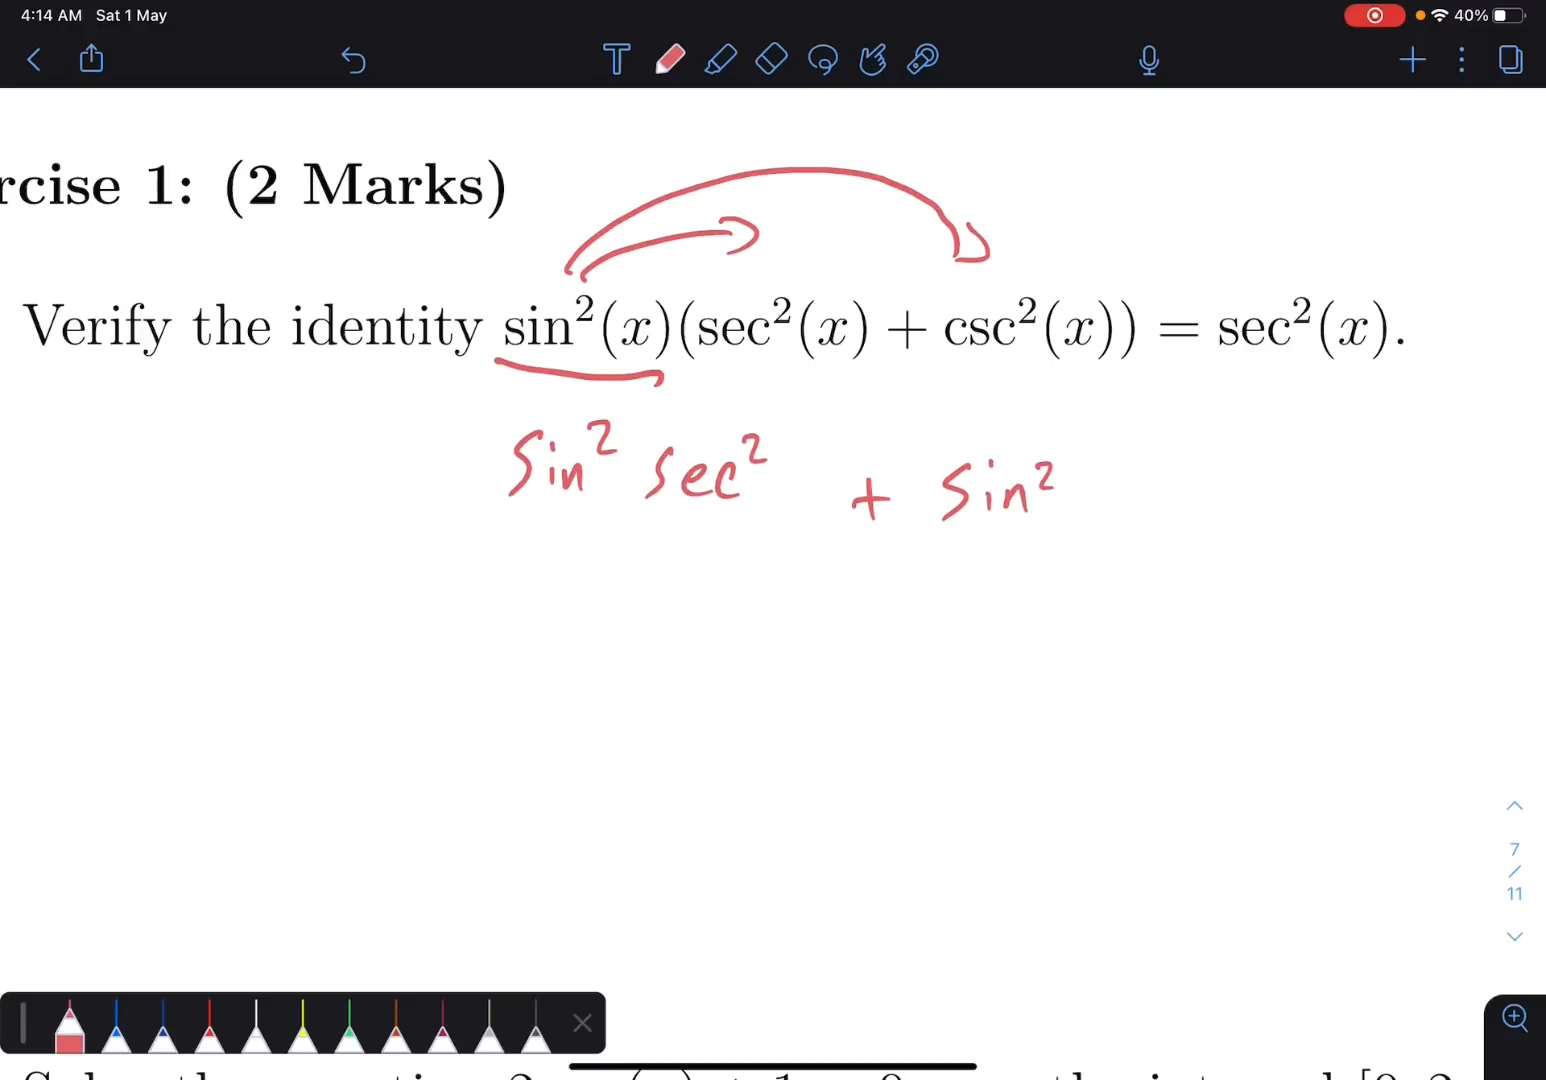 4:14 AM Sat 1 May
40%
T
rcise 1: (2 Marks)
Verify the identity sin²(x)(sec²(x) + csc²(x)) = sec²(x).
sin² sec² + sin²
7
/
11